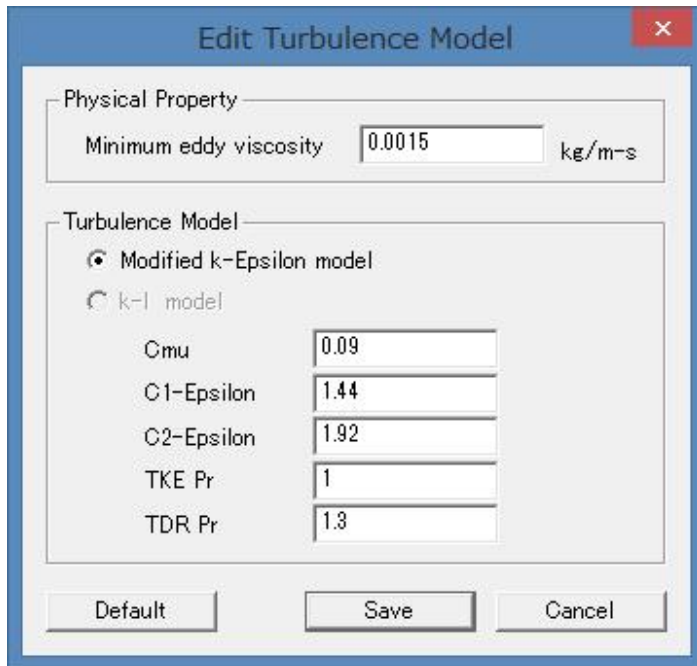 Edit Turbulence Model
Physical Property
Minimum eddy viscosity 0.0015 kg/m-s
Turbulence Model
Modified k-Epsilon model
k-l model
Cmu 0.09
C1-Epsilon 1.44
C2-Epsilon 1.92
TKE Pr 1
TDR Pr 1.3
Default Save Cancel